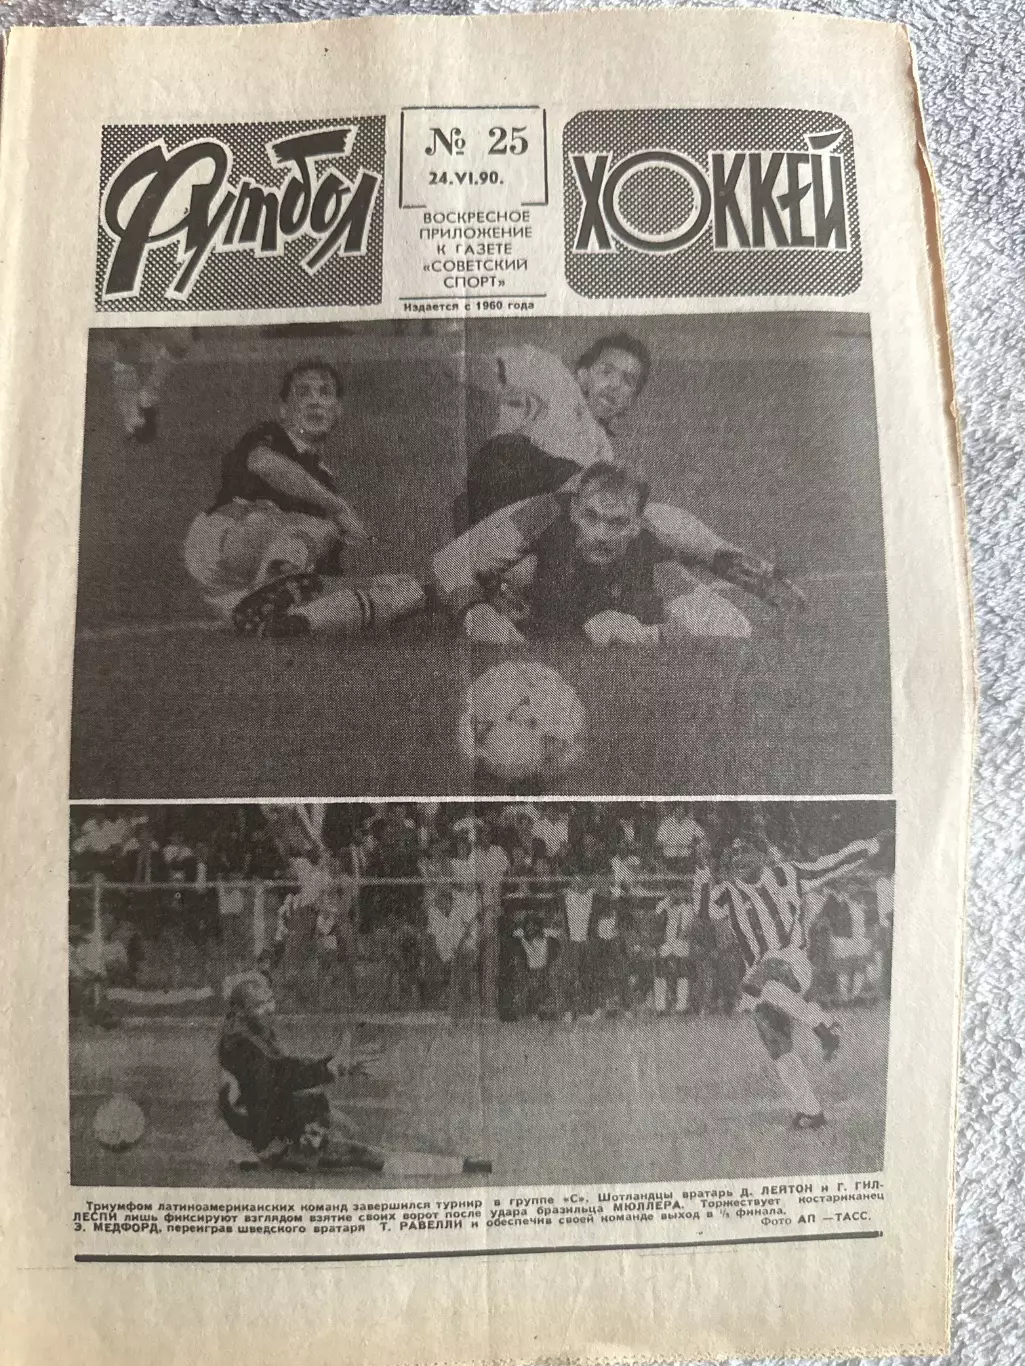 Футбол
№ 25
24.VI.90.
ВОСКРЕСНОЕ
ПРИЛОЖЕНИЕ
К ГАЗЕТЕ
«СОВЕТСКИЙ
СПОРТ»
Издается с 1960 года
ХОККЕЙ
Триумфом латиноамериканских команд завершился турнир в группе «С». Шотландцы вратарь Д. ЛЕЙТОН и Г. ГИЛ-
ЛЕСПИ лишь фиксируют взглядом взятие своих ворот после удара бразильца МЮЛЛЕРА. Торжествует костариканец
Э. МЕДФОРД, переиграв шведского вратаря Т. РАВЕЛЛИ и обеспечив своей команде выход в ⅛ финала.
Фото АП —ТАСС.